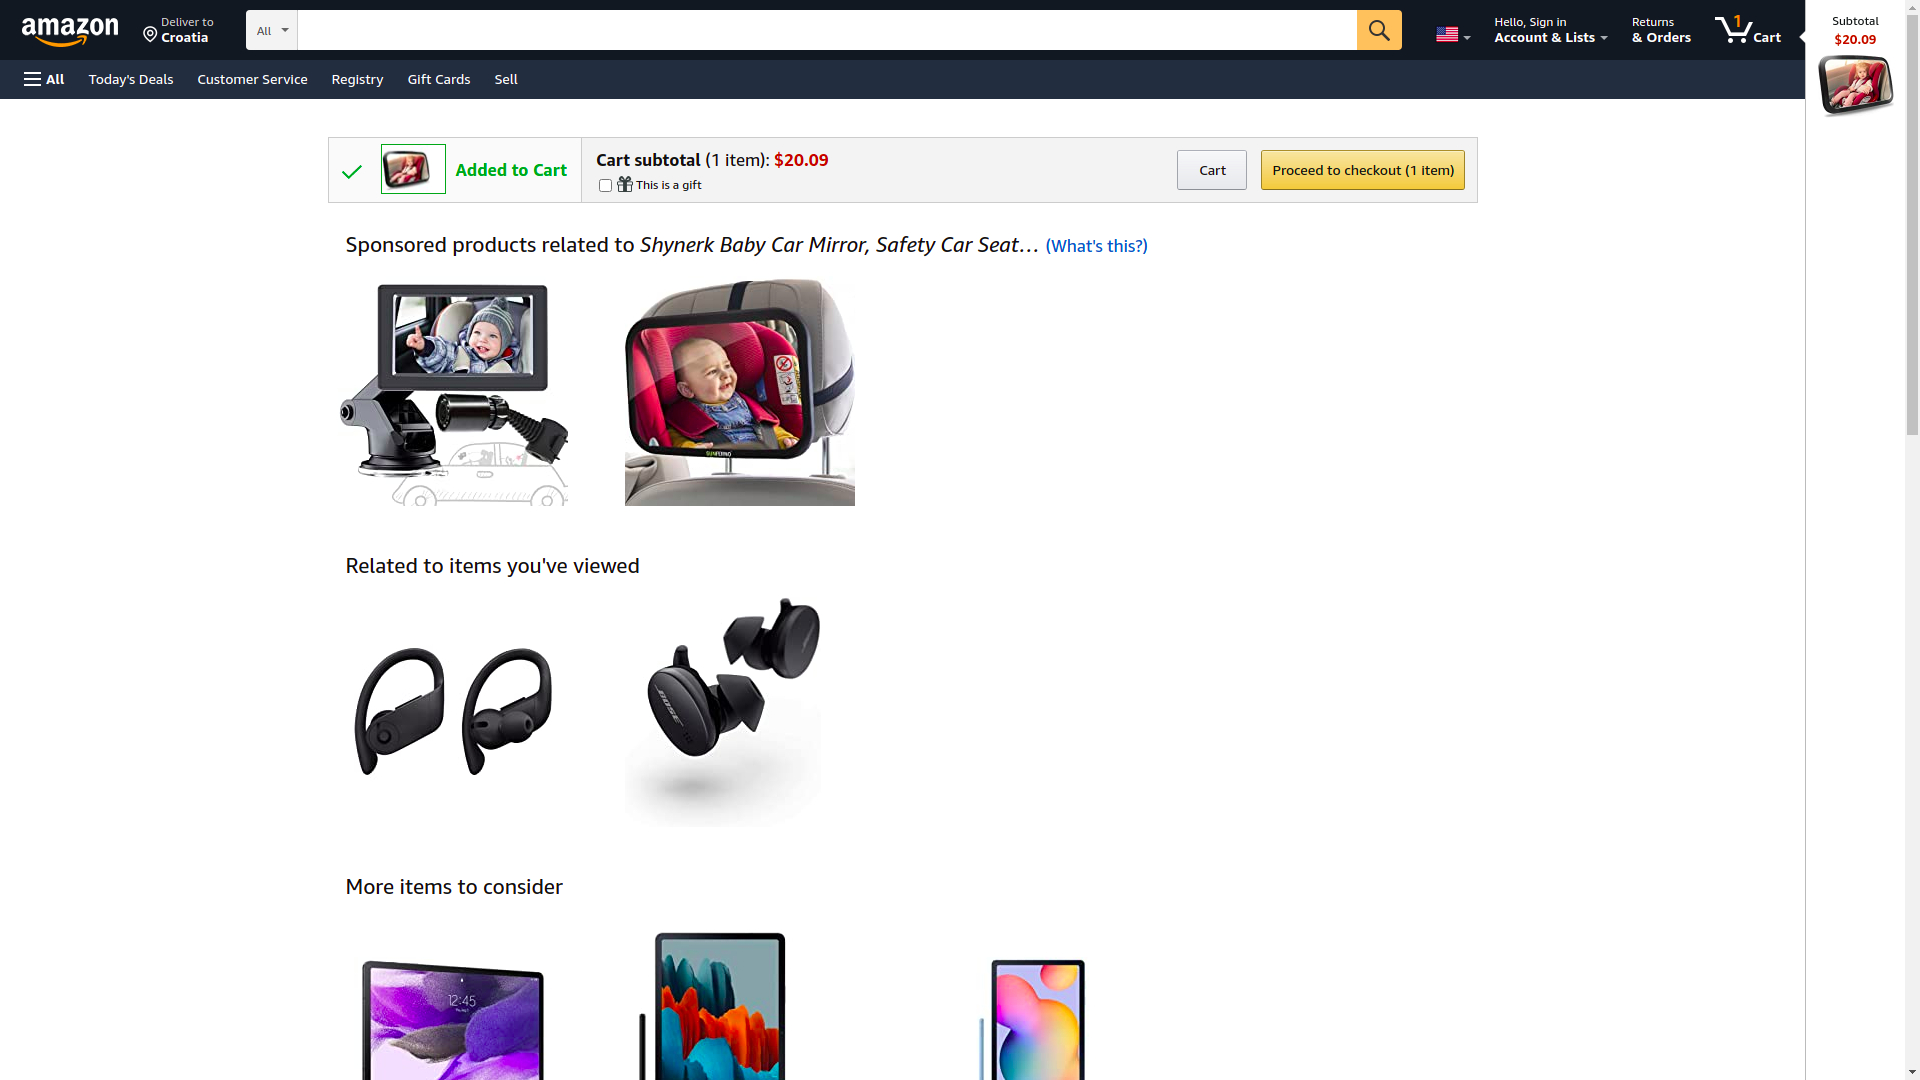 amazon
Deliver to
Croatia
All
Hello, Sign in
Account & Lists
Returns
& Orders
1
Cart
Subtotal
$20.09
All
Today's Deals
Customer Service
Registry
Gift Cards
Sell
Added to Cart
Cart subtotal (1 item): $20.09
This is a gift
Cart
Proceed to checkout (1 item)
Sponsored products related to Shynerk Baby Car Mirror, Safety Car Seat… (What's this?)
Related to items you've viewed
BOSE
More items to consider
12:45